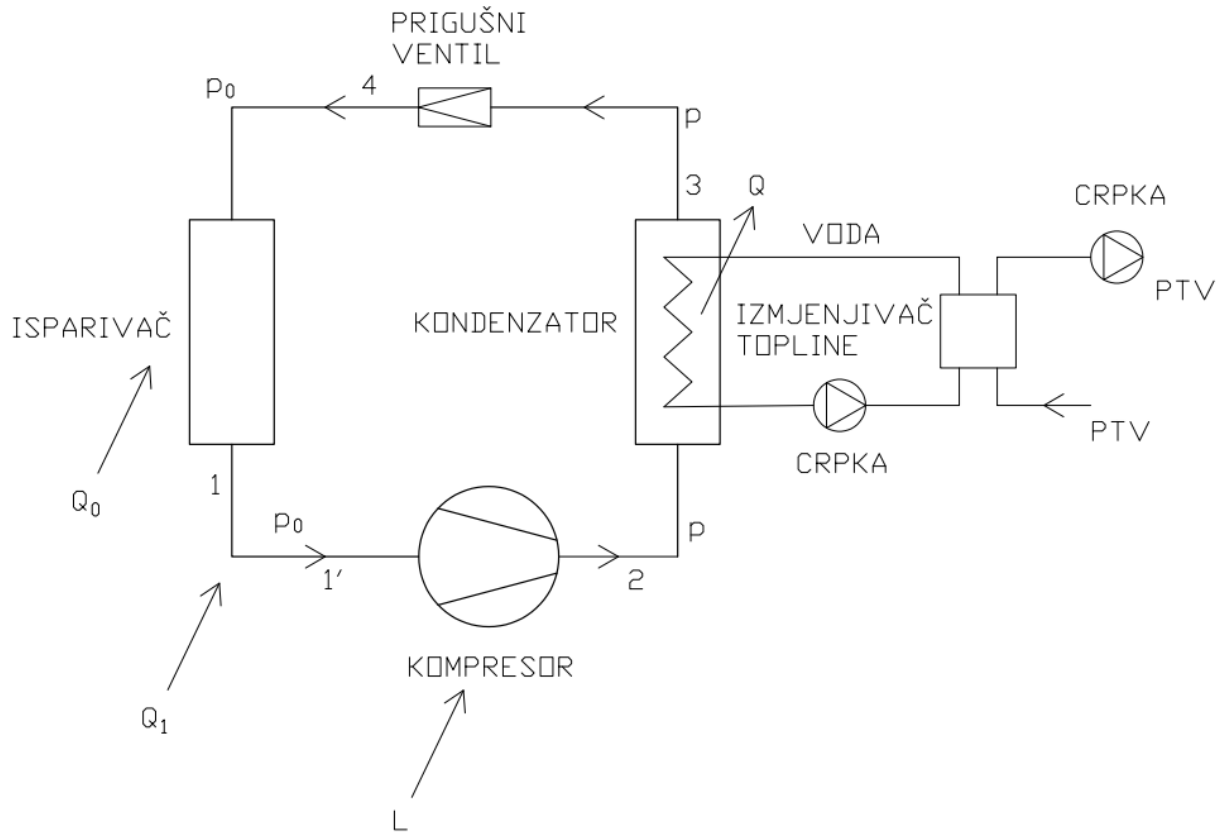 PRIGUŠNI
VENTIL
p₀
4
p
3
Q
CRPKA
VODA
PTV
ISPARIVAČ
KONDENZATOR
IZMJENJIVAČ
TOPLINE
PTV
CRPKA
Q₀
1
p₀
1′
2
p
KOMPRESOR
Q₁
L